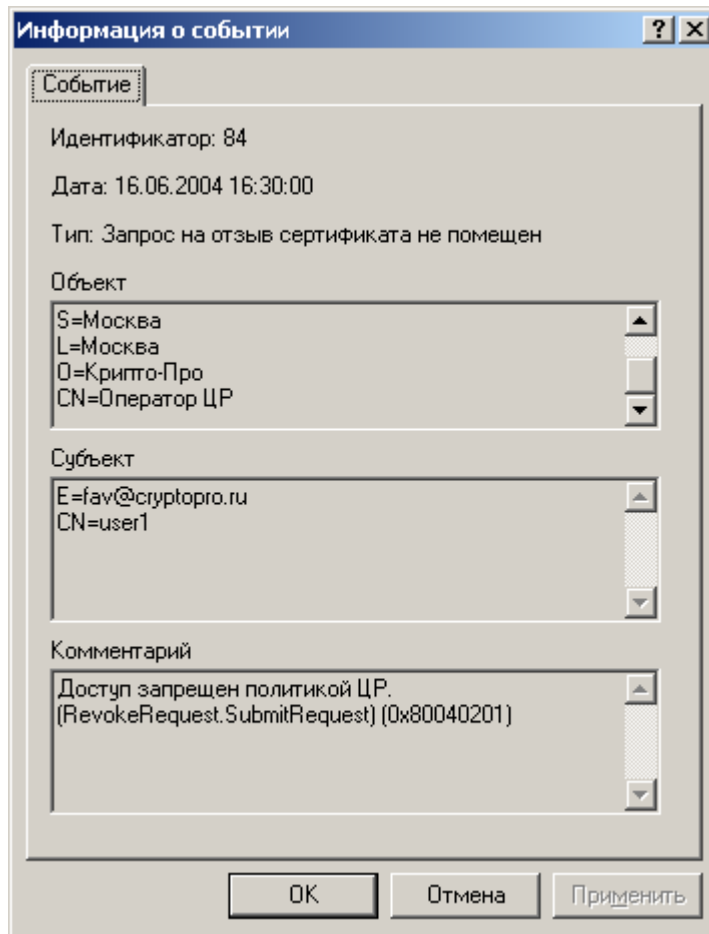 Информация о событии
Событие
Идентификатор: 84
Дата: 16.06.2004 16:30:00
Тип: Запрос на отзыв сертификата не помещен
Объект
S=Москва
L=Москва
O=Крипто-Про
CN=Оператор ЦР
Субъект
E=fav@cryptopro.ru
CN=user1
Комментарий
Доступ запрещен политикой ЦР.
(RevokeRequest.SubmitRequest) (0x80040201)
OK Отмена Применить